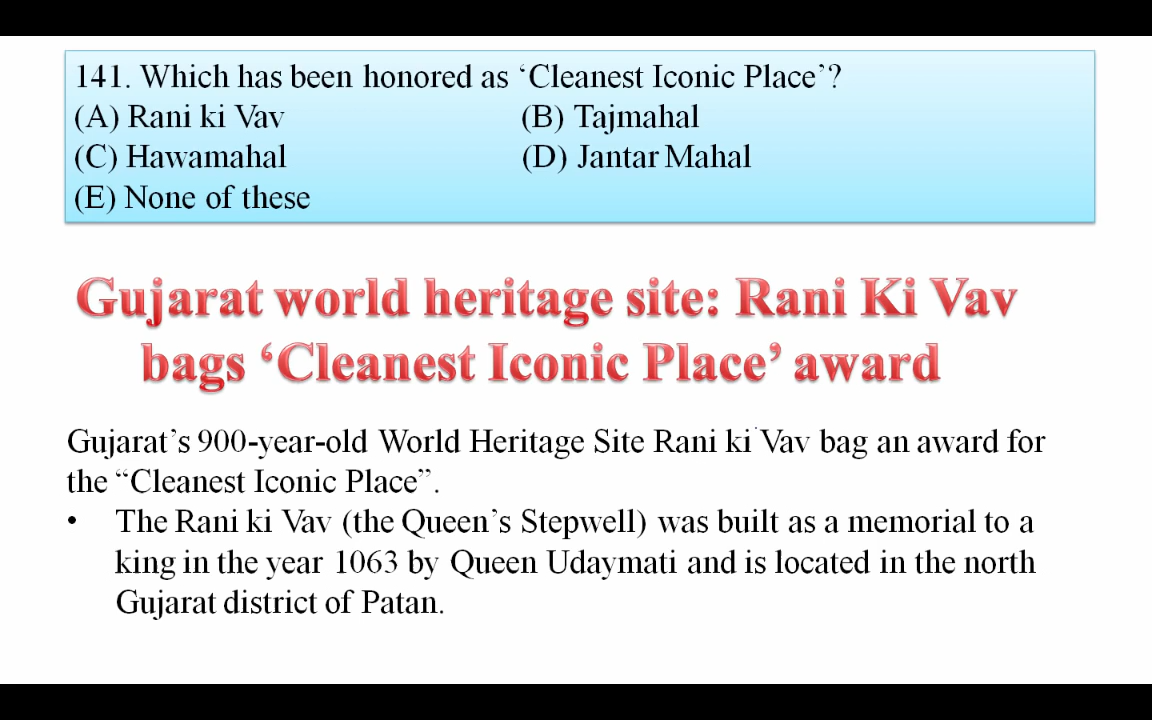 141. Which has been honored as ‘Cleanest Iconic Place’?
(A) Rani ki Vav (B) Tajmahal
(C) Hawamahal (D) Jantar Mahal
(E) None of these
Gujarat world heritage site: Rani Ki Vav
bags ‘Cleanest Iconic Place’ award
Gujarat’s 900-year-old World Heritage Site Rani ki Vav bag an award for
the “Cleanest Iconic Place”.
• The Rani ki Vav (the Queen’s Stepwell) was built as a memorial to a
king in the year 1063 by Queen Udaymati and is located in the north
Gujarat district of Patan.